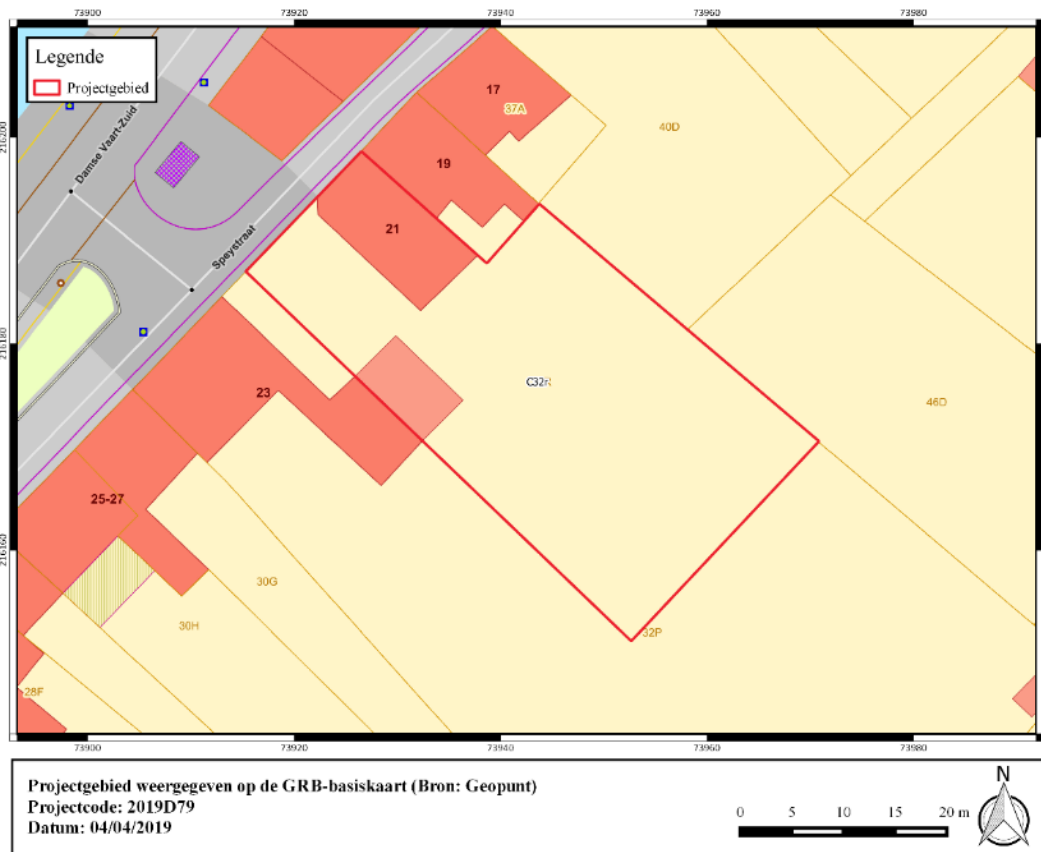 73900 73920 73940 73960 73980
Legende
Projectgebied
17
37A
40D
216200
Damse Vaart-Zuid
19
21
Speystraat
216180
C32r
23
46D
25-27
216160
30G
30H
32P
28F
73900 73920 73940 73960 73980
Projectgebied weergegeven op de GRB-basiskaart (Bron: Geopunt)
Projectcode: 2019D79
Datum: 04/04/2019
0 5 10 15 20 m
N